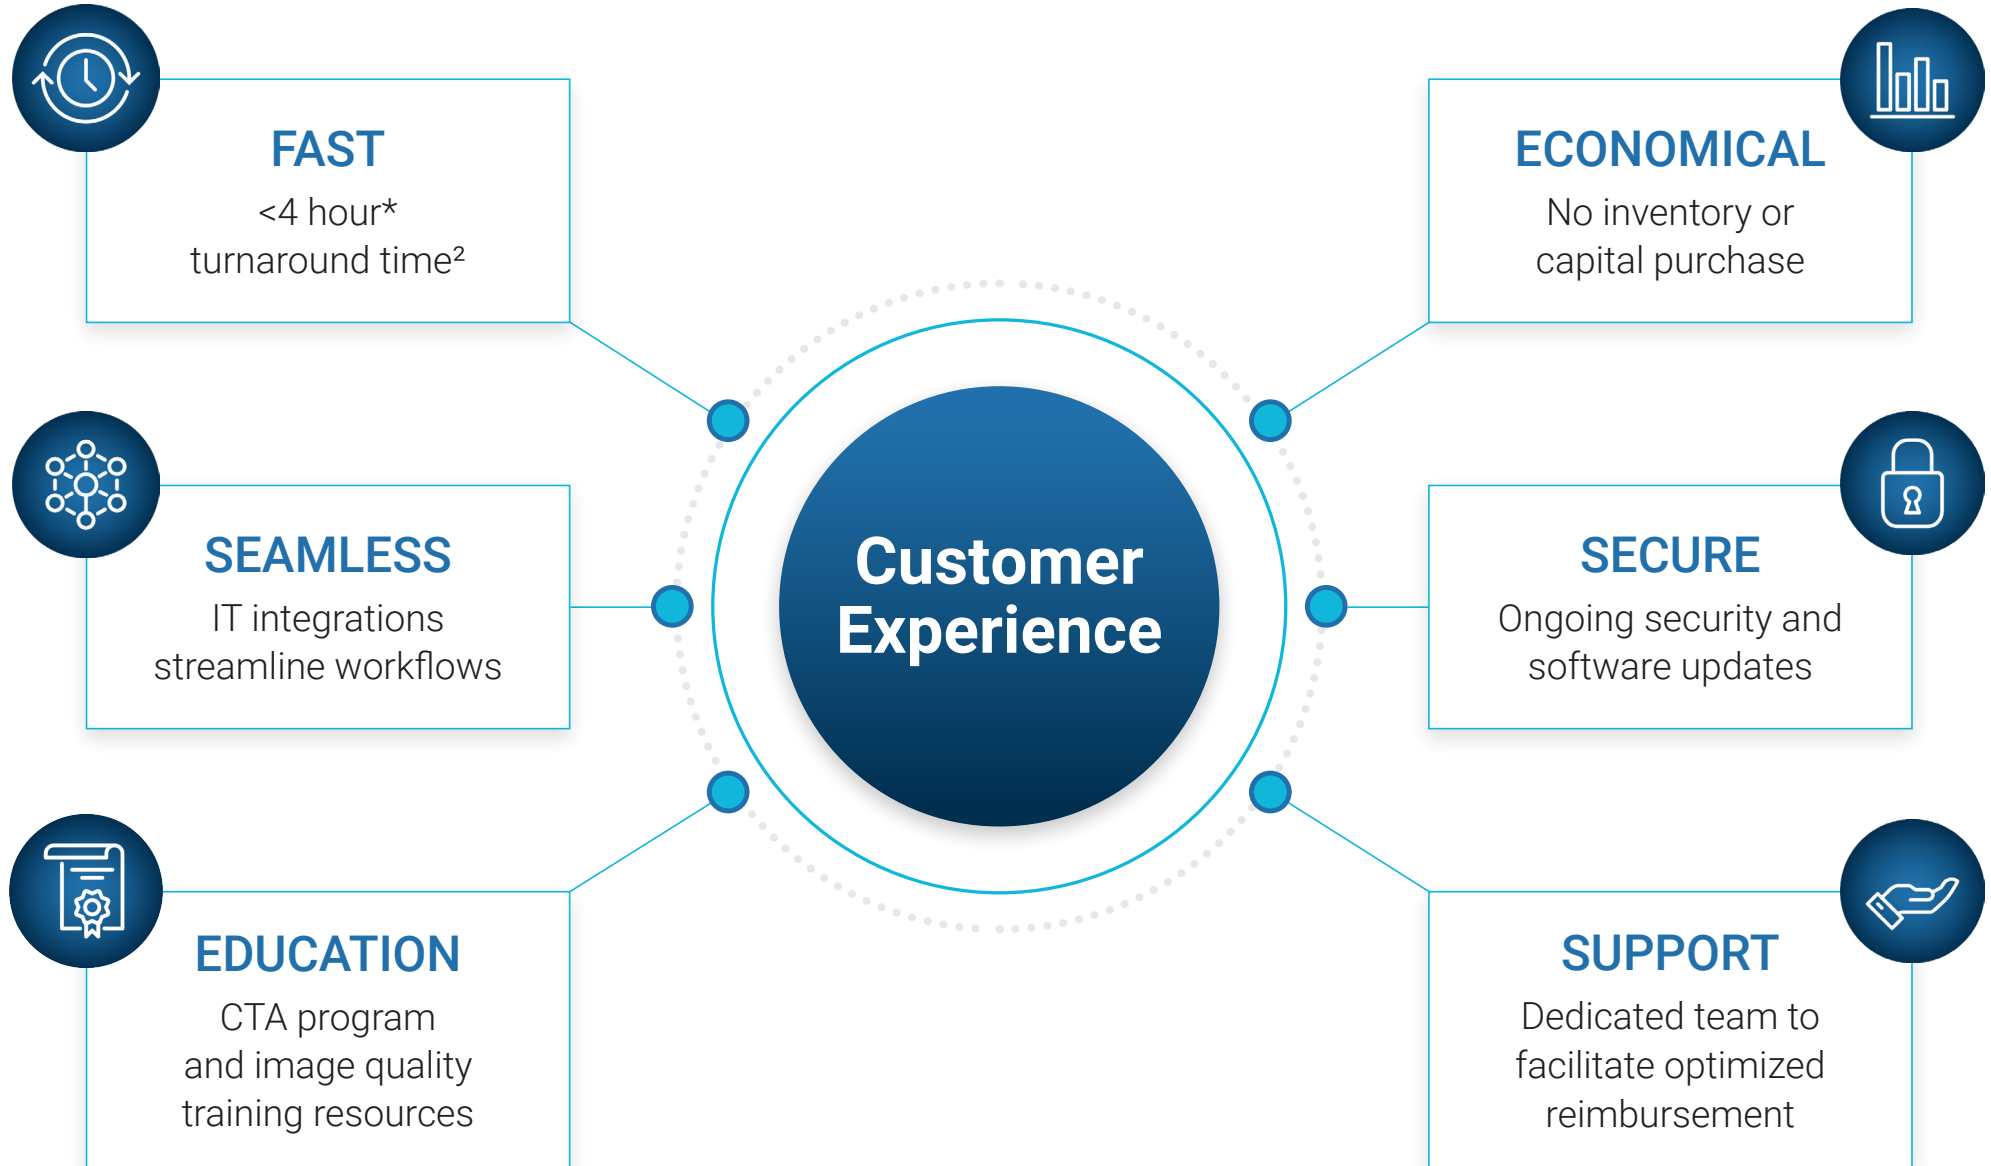 FAST
<4 hour*
turnaround time²
SEAMLESS
IT integrations
streamline workflows
EDUCATION
CTA program
and image quality
training resources
Customer
Experience
ECONOMICAL
No inventory or
capital purchase
SECURE
Ongoing security and
software updates
SUPPORT
Dedicated team to
facilitate optimized
reimbursement